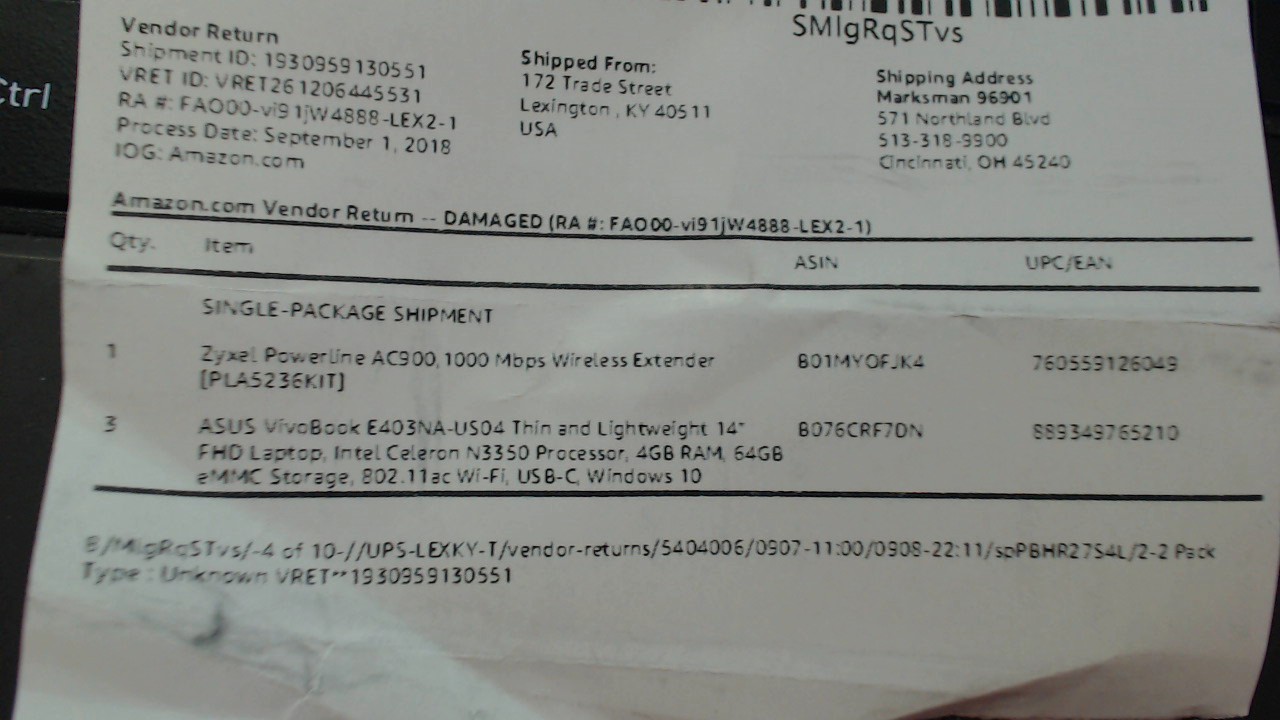 Ctrl
SMlgRqSTvs
Vendor Return
Shipment ID: 1930959130551
VRET ID: VRET261206445531
RA #: FAO00-vi91jW4888-LEX2-1
Process Date: September 1, 2018
IOG: Amazon.com
Shipped From:
172 Trade Street
Lexington , KY 40511
USA
Shipping Address
Marksman 96901
571 Northland Blvd
513-318-9900
Cincinnati, OH 45240
Amazon.com Vendor Return -- DAMAGED (RA #: FAO00-vi91jW4888-LEX2-1)
Qty. Item ASIN UPC/EAN
SINGLE-PACKAGE SHIPMENT
1 Zyxel Powerline AC900,1000 Mbps Wireless Extender B01MYOFJK4 760559126049
[PLA5236KIT]
3 ASUS VivoBook E403NA-US04 Thin and Lightweight 14" B076CRF7DN 889349765210
FHD Laptop, Intel Celeron N3350 Processor, 4GB RAM, 64GB
eMMC Storage, 802.11ac Wi-Fi, USB-C, Windows 10
B/MlgRqSTvs/-4 of 10-//UPS-LEXKY-T/vendor-returns/5404006/0907-11:00/0908-22:11/spPBHR27S4L/2-2 Pack
Type : Unknown VRET**1930959130551